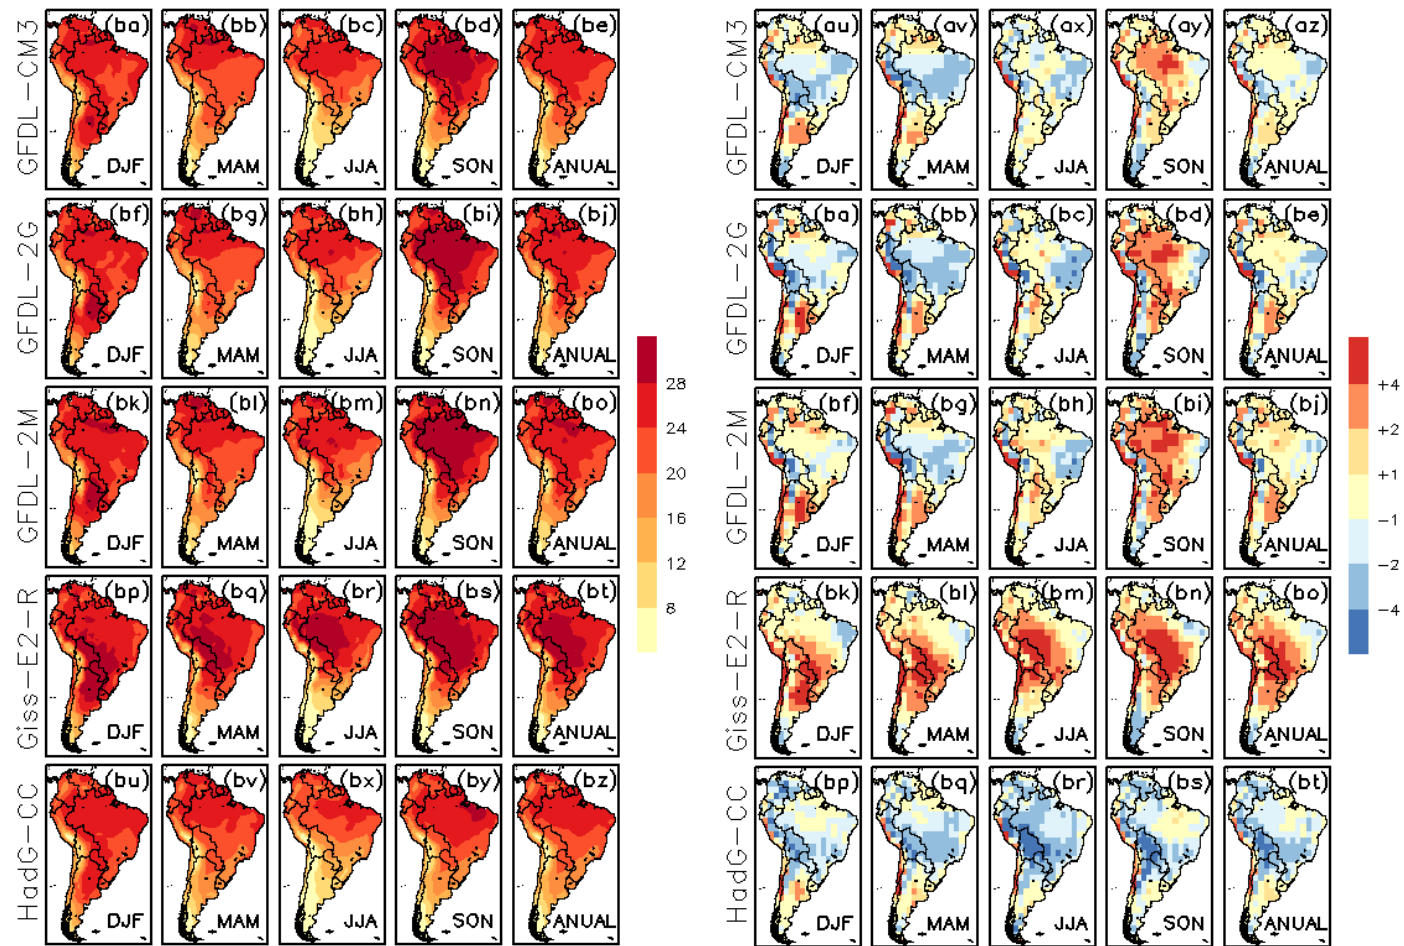 GFDL-CM3
(ba) (bb) (bc) (bd) (be)
DJF MAM JJA SON ANUAL
GFDL-2G
(bf) (bg) (bh) (bi) (bj)
DJF MAM JJA SON ANUAL
GFDL-2M
(bk) (bl) (bm) (bn) (bo)
DJF MAM JJA SON ANUAL
Giss-E2-R
(bp) (bq) (br) (bs) (bt)
DJF MAM JJA SON ANUAL
HadG-CC
(bu) (bv) (bx) (by) (bz)
DJF MAM JJA SON ANUAL
28
24
20
16
12
8
GFDL-CM3
(au) (av) (ax) (ay) (az)
DJF MAM JJA SON ANUAL
GFDL-2G
(ba) (bb) (bc) (bd) (be)
DJF MAM JJA SON ANUAL
GFDL-2M
(bf) (bg) (bh) (bi) (bj)
DJF MAM JJA SON ANUAL
Giss-E2-R
(bk) (bl) (bm) (bn) (bo)
DJF MAM JJA SON ANUAL
HadG-CC
(bp) (bq) (br) (bs) (bt)
DJF MAM JJA SON ANUAL
+4
+2
+1
-1
-2
-4